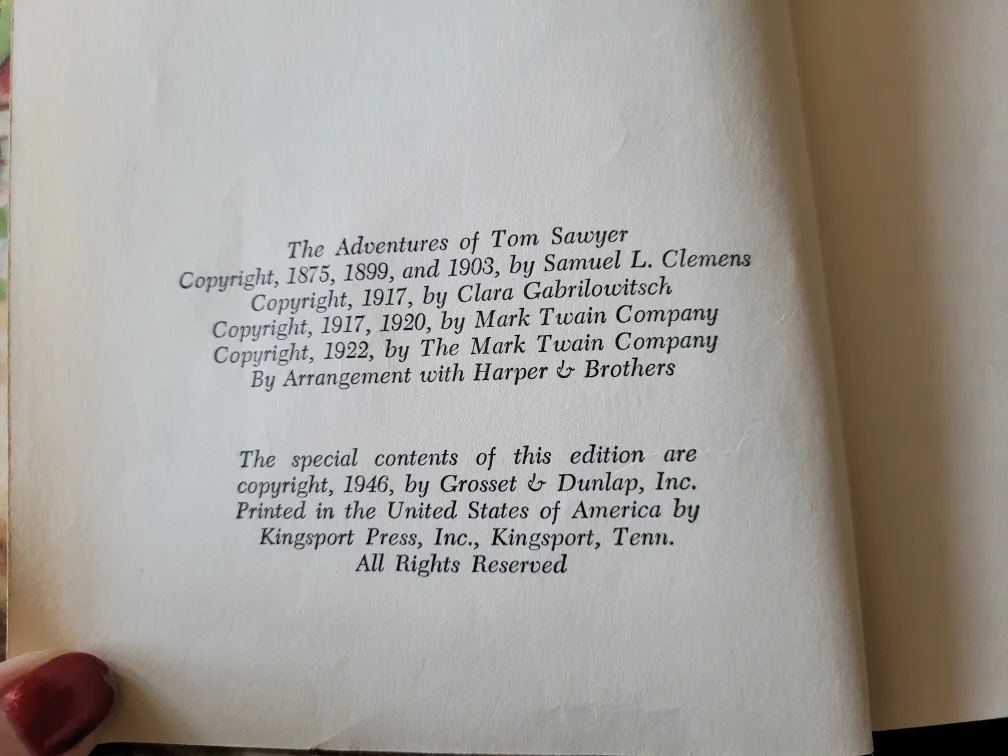 The Adventures of Tom Sawyer
Copyright, 1875, 1899, and 1903, by Samuel L. Clemens
Copyright, 1917, by Clara Gabrilowitsch
Copyright, 1917, 1920, by Mark Twain Company
Copyright, 1922, by The Mark Twain Company
By Arrangement with Harper & Brothers
The special contents of this edition are
copyright, 1946, by Grosset & Dunlap, Inc.
Printed in the United States of America by
Kingsport Press, Inc., Kingsport, Tenn.
All Rights Reserved